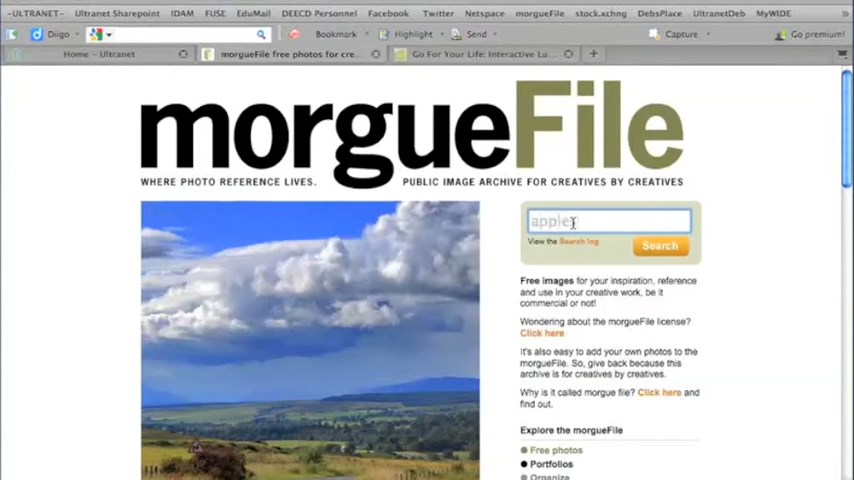 -ULTRANET- Ultranet Sharepoint IDAM FUSE EduMail DEECD Personnel Facebook Twitter Netspace morgueFile stock.xchng DebsPlace UltranetDeb MyWIDE
Diigo Bookmark Highlight Send Capture Go premium!
Home - Ultranet morgueFile free photos for cre... Go For Your Life: Interactive Lu...
morgueFile
WHERE PHOTO REFERENCE LIVES. PUBLIC IMAGE ARCHIVE FOR CREATIVES BY CREATIVES
apple
View the Search log Search
Free images for your inspiration, reference
and use in your creative work, be it
commercial or not!
Wondering about the morgueFile license?
Click here
It's also easy to add your own photos to the
morgueFile. So, give back because this
archive is for creatives by creatives.
Why is it called morgue file? Click here and
find out.
Explore the morgueFile
Free photos
Portfolios
Organize